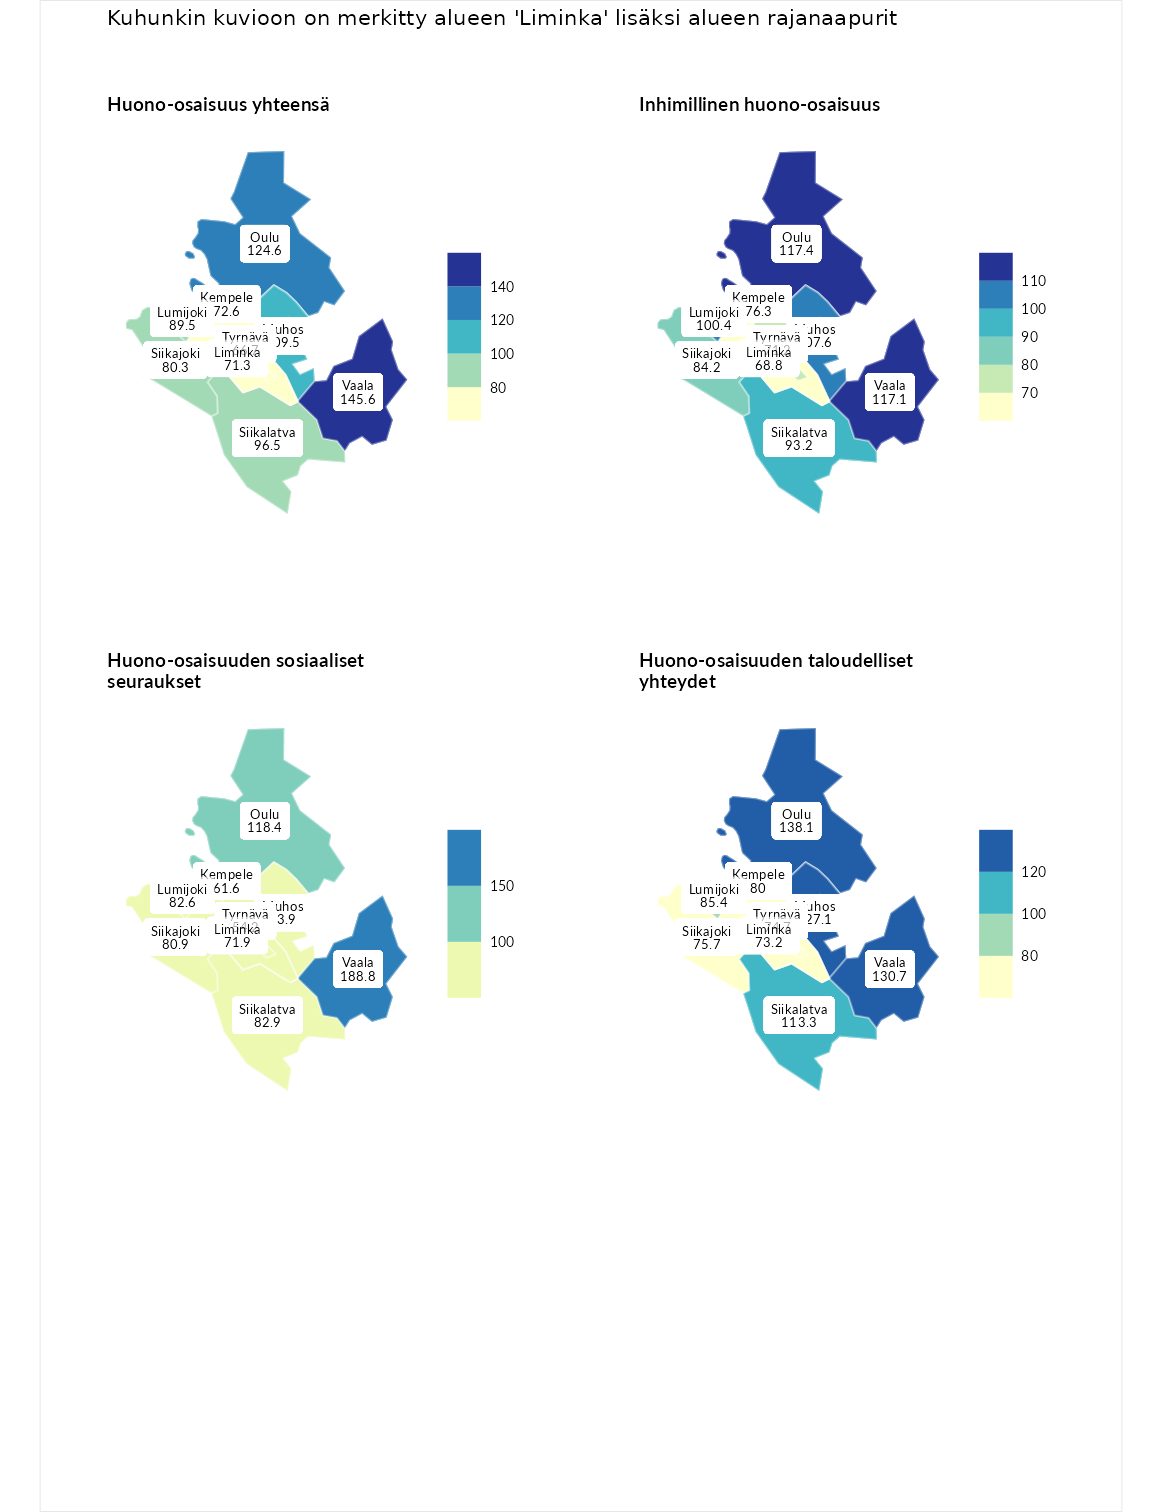 Kuhunkin kuvioon on merkitty alueen 'Liminka' lisäksi alueen rajanaapurit
Huono-osaisuus yhteensä
Oulu
124.6
Kempele
72.6
Lumijoki
89.5
Tyrnävä
Siikajoki
80.3
Liminka
71.3
Vaala
145.6
Siikalatva
96.5
140
120
100
80
Inhimillinen huono-osaisuus
Oulu
117.4
Kempele
76.3
Lumijoki
100.4
Tyrnävä
Siikajoki
84.2
Liminka
68.8
Vaala
117.1
Siikalatva
93.2
110
100
90
80
70
Huono-osaisuuden sosiaaliset
seuraukset
Oulu
118.4
Kempele
61.6
Lumijoki
82.6
Tyrnävä
Siikajoki
80.9
Liminka
71.9
Vaala
188.8
Siikalatva
82.9
150
100
Huono-osaisuuden taloudelliset
yhteydet
Oulu
138.1
Kempele
80
Lumijoki
85.4
Tyrnävä
Siikajoki
75.7
Liminka
73.2
Vaala
130.7
Siikalatva
113.3
120
100
80